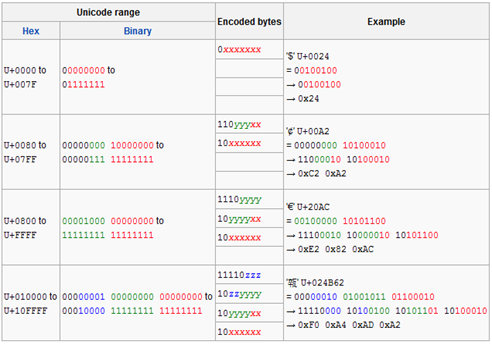 Unicode range
Encoded bytes
Example
Hex
Binary
U+0000 to
U+007F
00000000 to
01111111
0xxxxxxx
'$' U+0024
= 00100100
→ 00100100
→ 0x24
U+0080 to
U+07FF
00000000 10000000 to
00000111 11111111
110yyyxx
10xxxxxx
'¢' U+00A2
= 00000000 10100010
→ 11000010 10100010
→ 0xC2 0xA2
U+0800 to
U+FFFF
00001000 00000000 to
11111111 11111111
1110yyyy
10yyyyxx
10xxxxxx
'€' U+20AC
= 00100000 10101100
→ 11100010 10000010 10101100
→ 0xE2 0x82 0xAC
U+010000 to
U+10FFFF
00000001 00000000 00000000 to
00010000 11111111 11111111
11110zzz
10zzyyyy
10yyyyxx
10xxxxxx
'𤭢' U+024B62
= 00000010 01001011 01100010
→ 11110000 10100100 10101101 10100010
→ 0xF0 0xA4 0xAD 0xA2